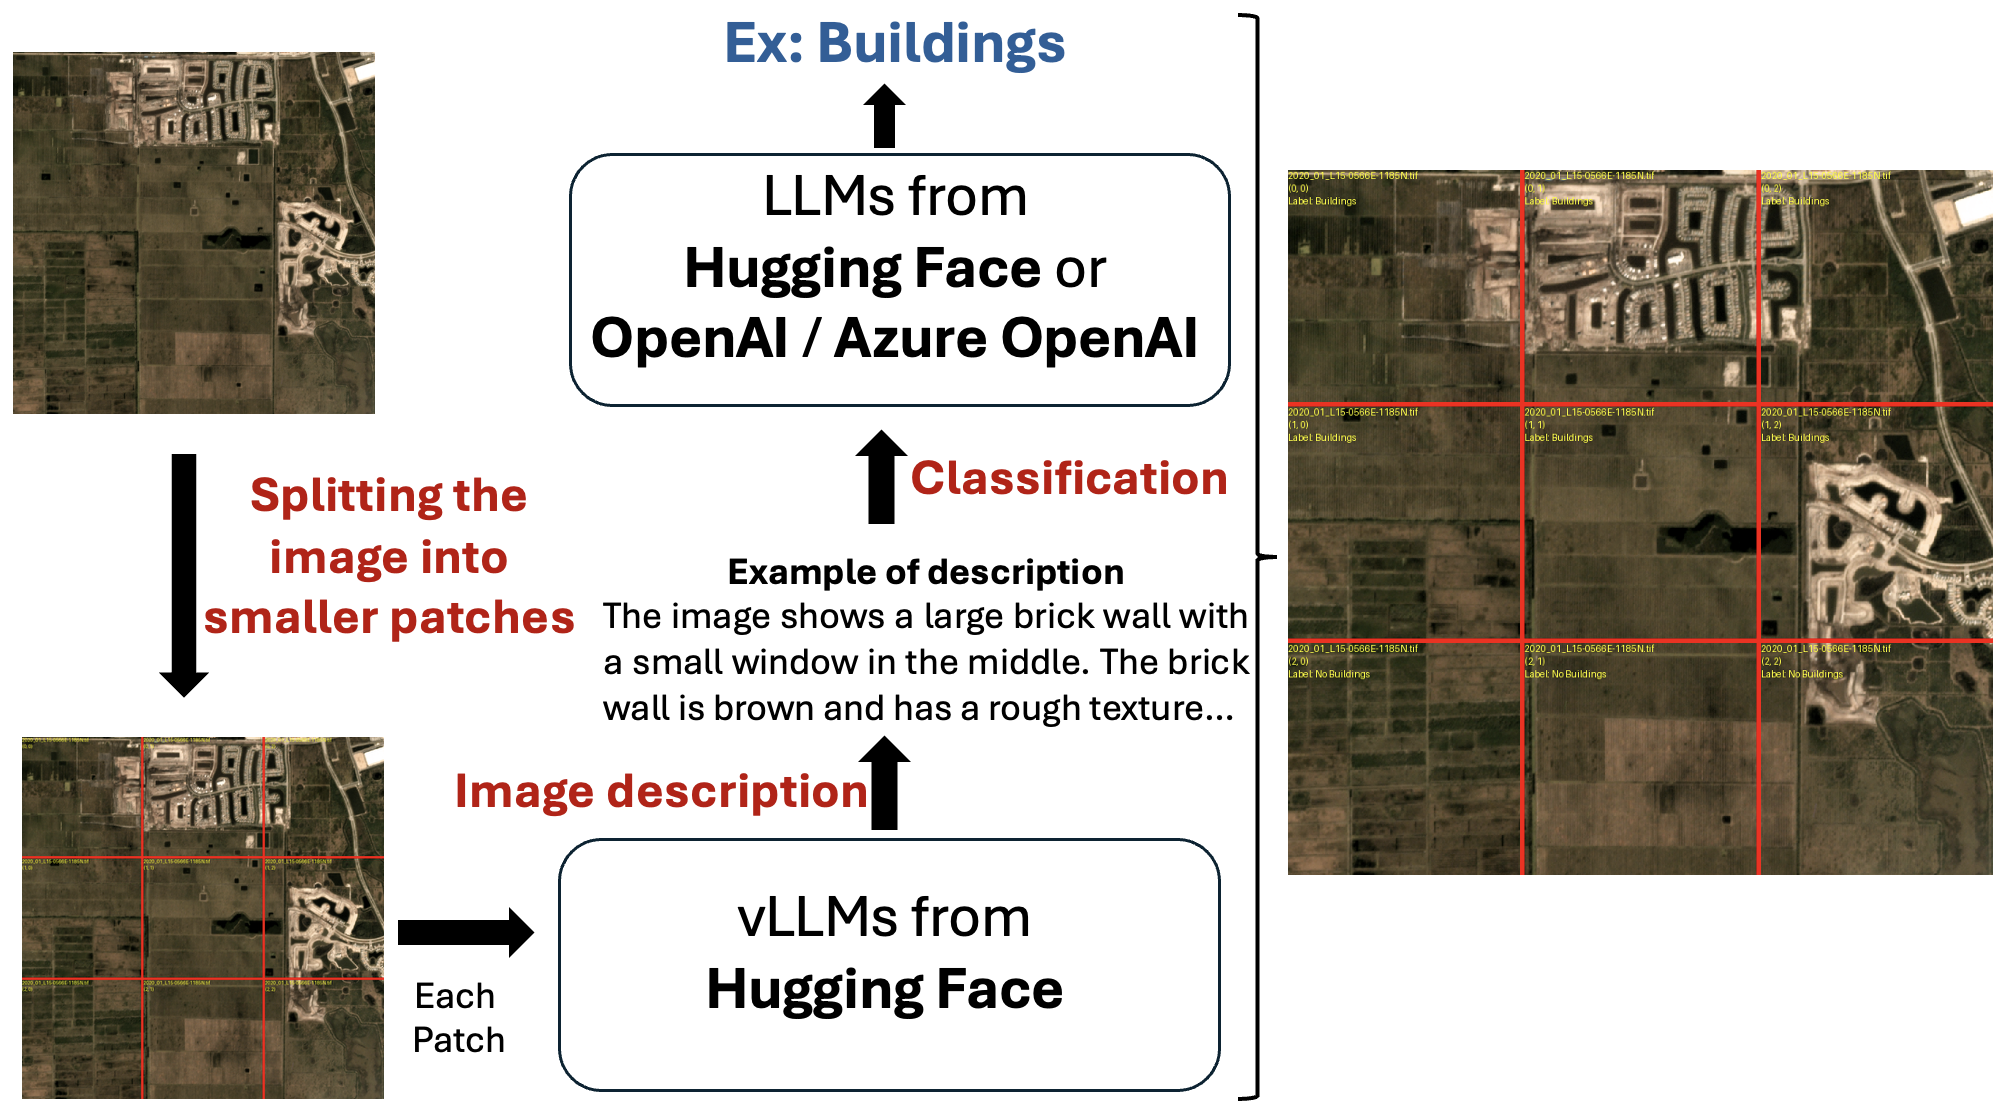 Ex: Buildings
LLMs from
Hugging Face or
OpenAI / Azure OpenAI
Classification
Splitting the
image into
smaller patches
Example of description
The image shows a large brick wall with
a small window in the middle. The brick
wall is brown and has a rough texture...
Image description
Each
Patch
vLLMs from
Hugging Face
2020_01_L15-0566E-1185N.tif
(0, 0)
Label: Buildings
2020_01_L15-0566E-1185N.tif
(0, 1)
Label: Buildings
2020_01_L15-0566E-1185N.tif
(0, 2)
Label: Buildings
2020_01_L15-0566E-1185N.tif
(1, 0)
Label: Buildings
2020_01_L15-0566E-1185N.tif
(1, 1)
Label: Buildings
2020_01_L15-0566E-1185N.tif
(1, 2)
Label: Buildings
2020_01_L15-0566E-1185N.tif
(2, 0)
Label: No Buildings
2020_01_L15-0566E-1185N.tif
(2, 1)
Label: No Buildings
2020_01_L15-0566E-1185N.tif
(2, 2)
Label: No Buildings